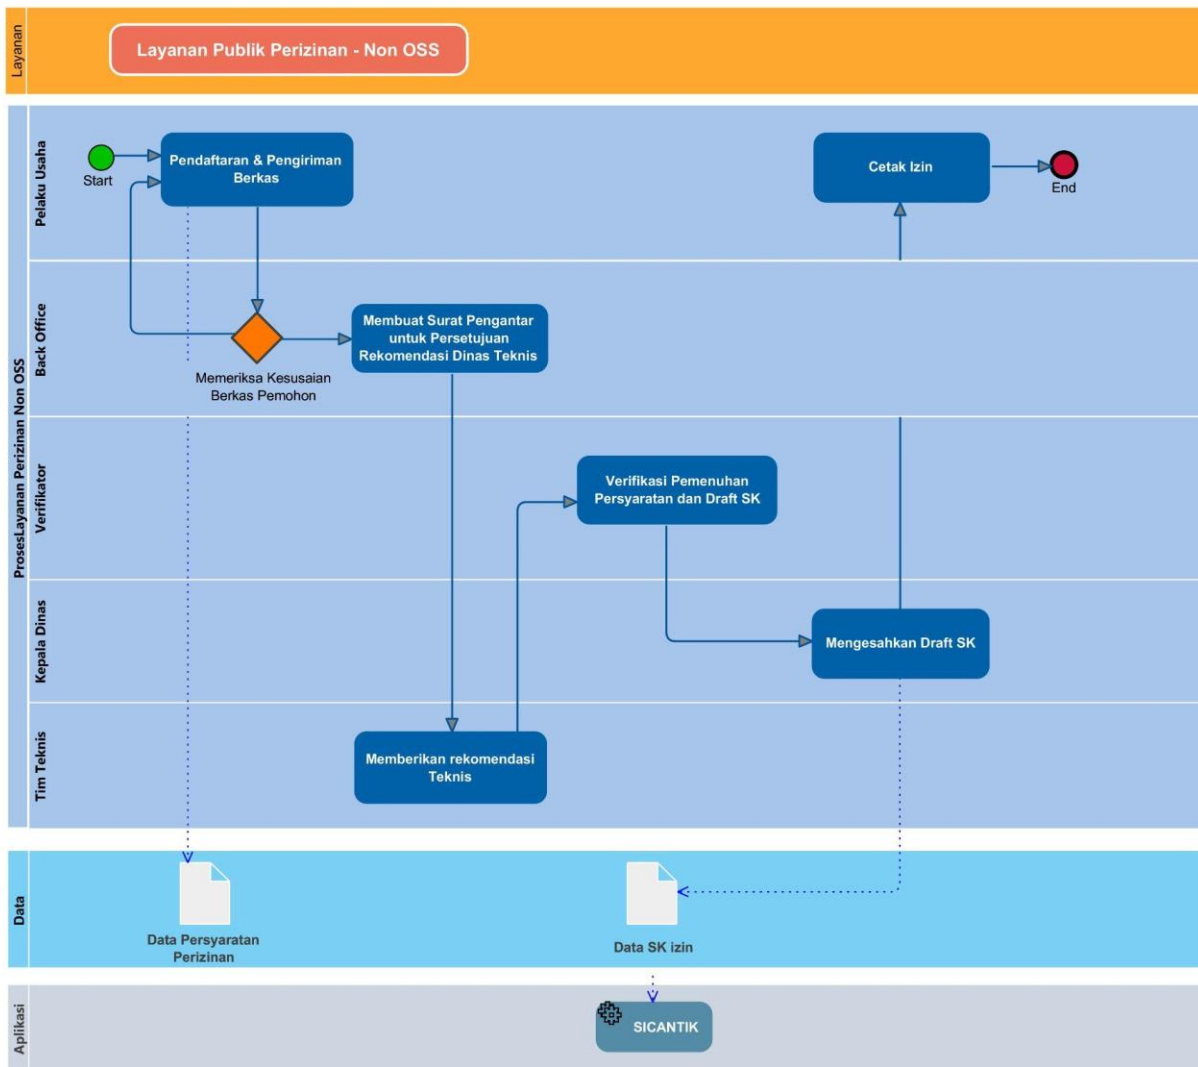 Layanan
Layanan Publik Perizinan - Non OSS
ProsesLayanan Perizinan Non OSS
Pelaku Usaha
Start
Pendaftaran & Pengiriman
Berkas
Cetak Izin
End
Back Office
Memeriksa Kesusaian
Berkas Pemohon
Membuat Surat Pengantar
untuk Persetujuan
Rekomendasi Dinas Teknis
Verifikator
Verifikasi Pemenuhan
Persyaratan dan Draft SK
Kepala Dinas
Mengesahkan Draft SK
Tim Teknis
Memberikan rekomendasi
Teknis
Data
Data Persyaratan
Perizinan
Data SK izin
Aplikasi
SICANTIK